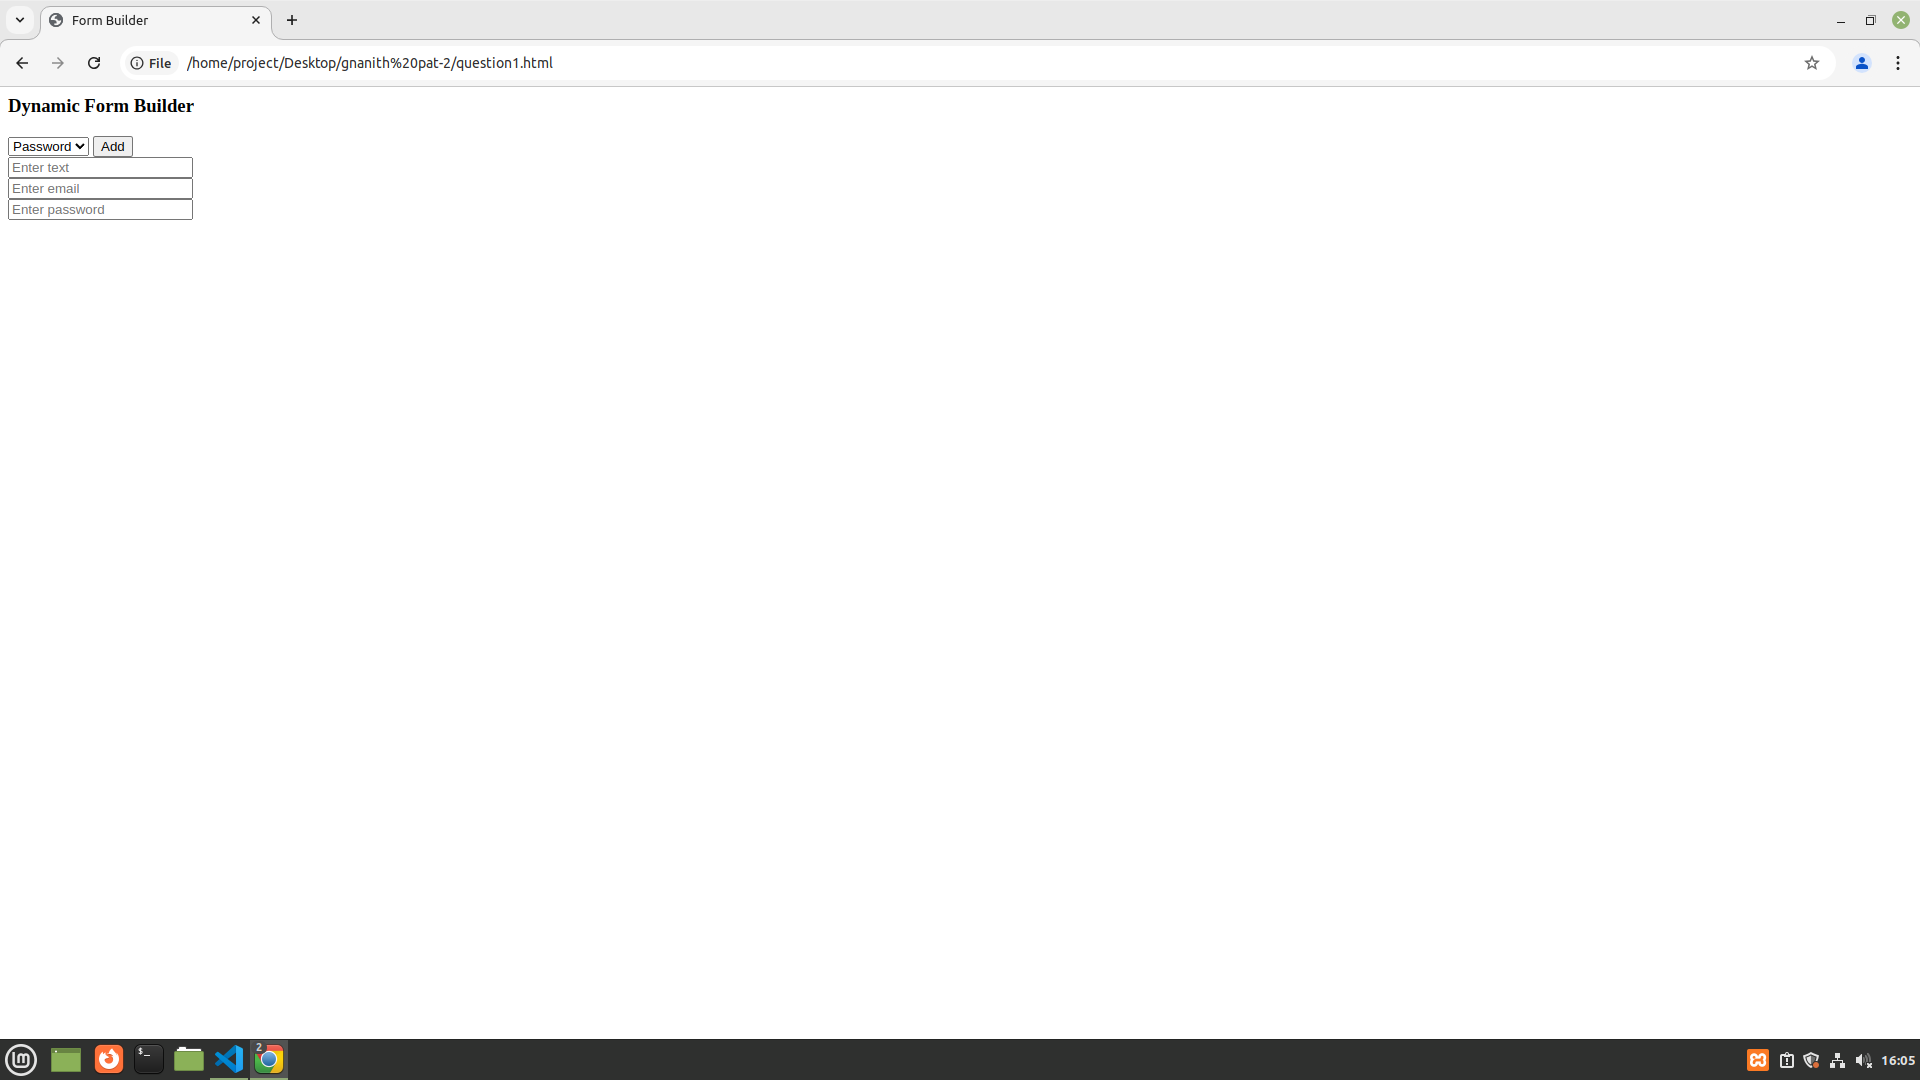 Form Builder
File /home/project/Desktop/gnanith%20pat-2/question1.html
Dynamic Form Builder
Password Add
Enter text
Enter email
Enter password
$_ 2 16:05